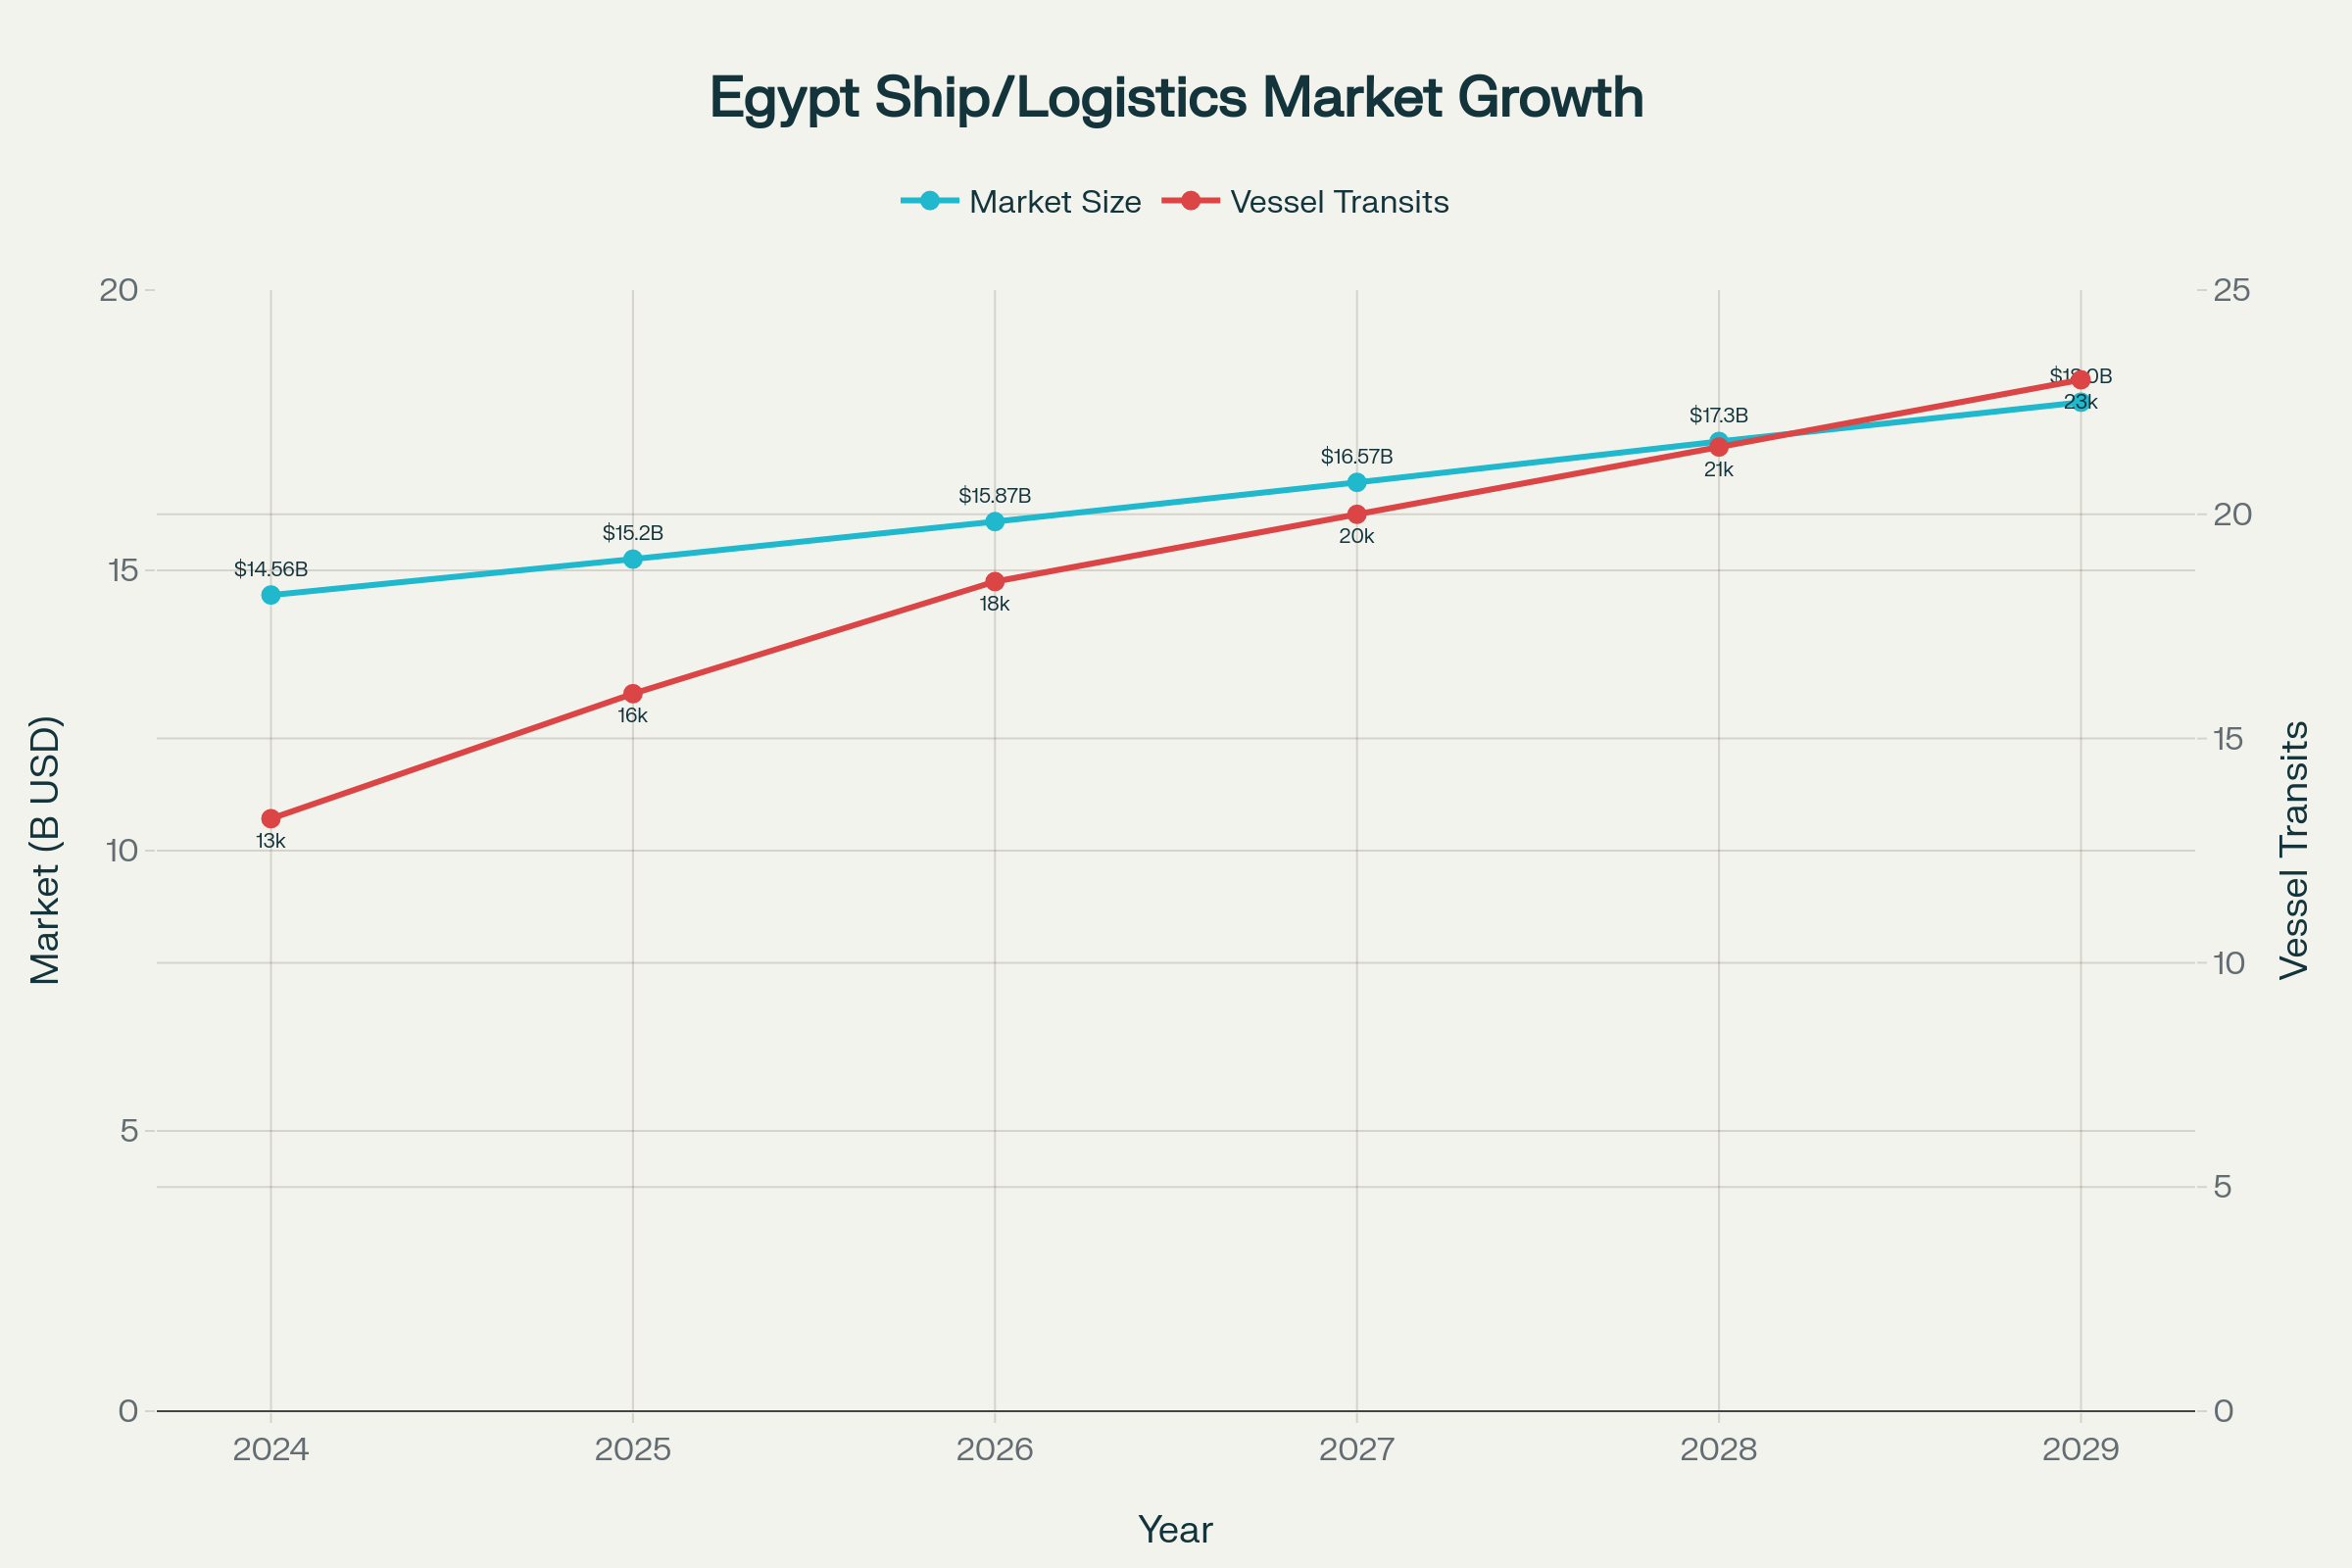 Egypt Ship/Logistics Market Growth
Market Size
Vessel Transits
20
15
10
5
0
Market (B USD)
25
20
15
10
5
0
Vessel Transits
$14.56B
$15.2B
$15.87B
$16.57B
$17.3B
13k
16k
18k
20k
21k
23k
2024
2025
2026
2027
2028
2029
Year